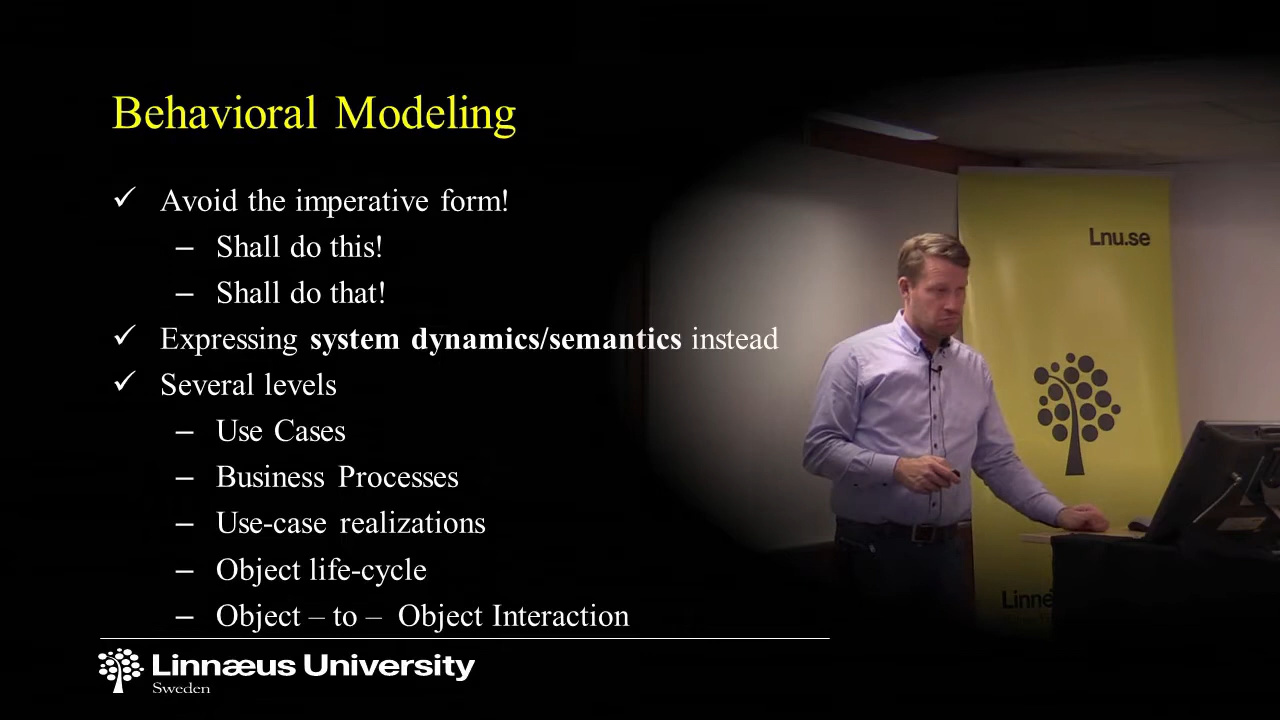 Behavioral Modeling
✓ Avoid the imperative form!
– Shall do this!
– Shall do that!
✓ Expressing system dynamics/semantics instead
✓ Several levels
– Use Cases
– Business Processes
– Use-case realizations
– Object life-cycle
– Object – to – Object Interaction
Linnæus University
Sweden
Lnu.se